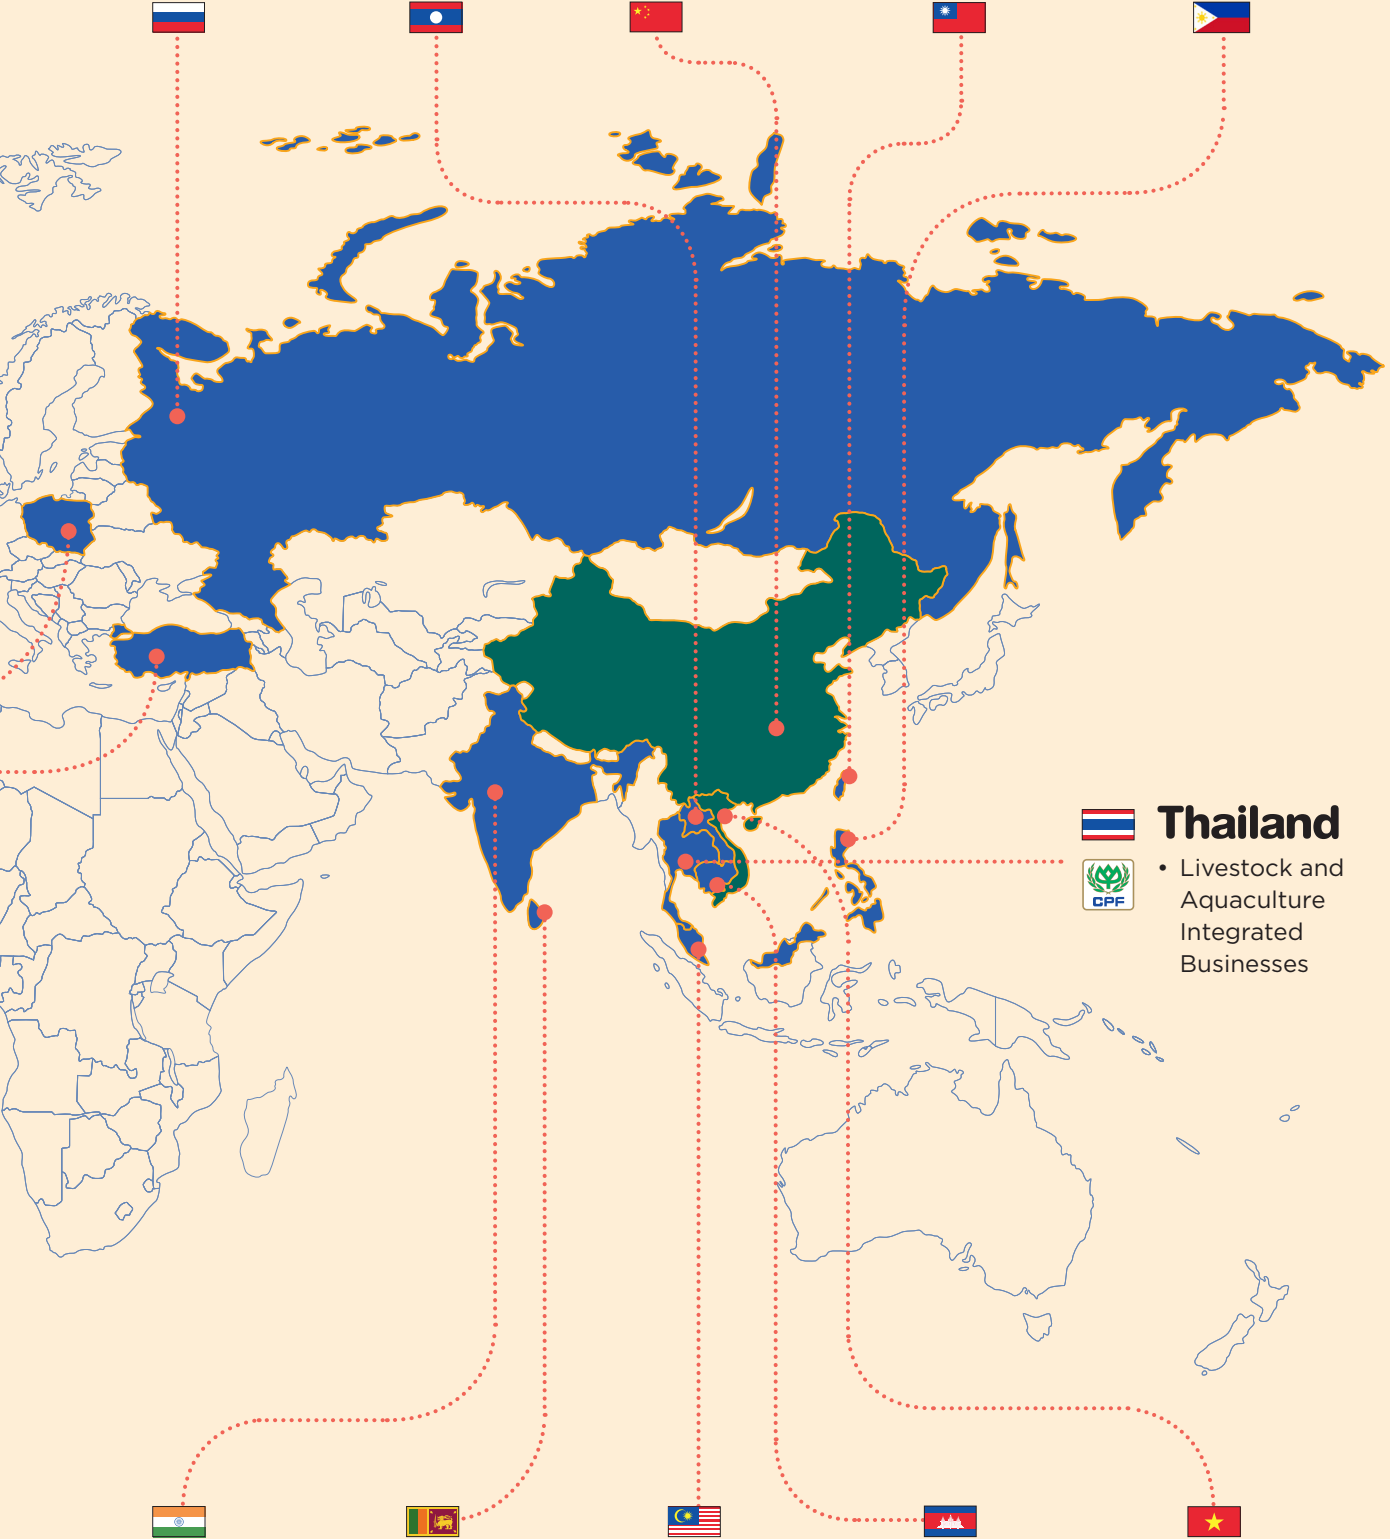 Thailand
CPF
• Livestock and
Aquaculture
Integrated
Businesses